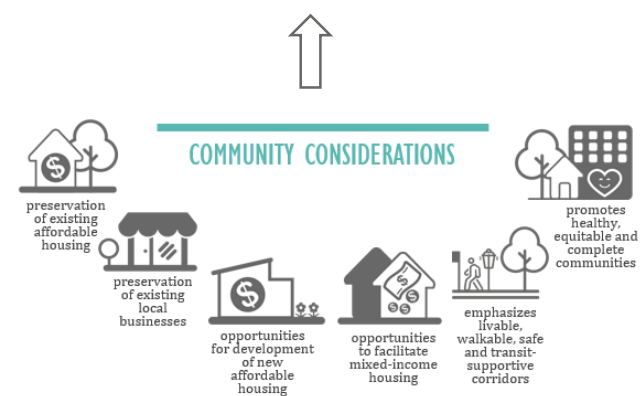 COMMUNITY CONSIDERATIONS
preservation
of existing
affordable
housing
preservation
of existing
local
businesses
opportunities
for development
of new
affordable
housing
opportunities
to facilitate
mixed-income
housing
emphasizes
livable,
walkable, safe
and transit-
supportive
corridors
promotes
healthy,
equitable and
complete
communities